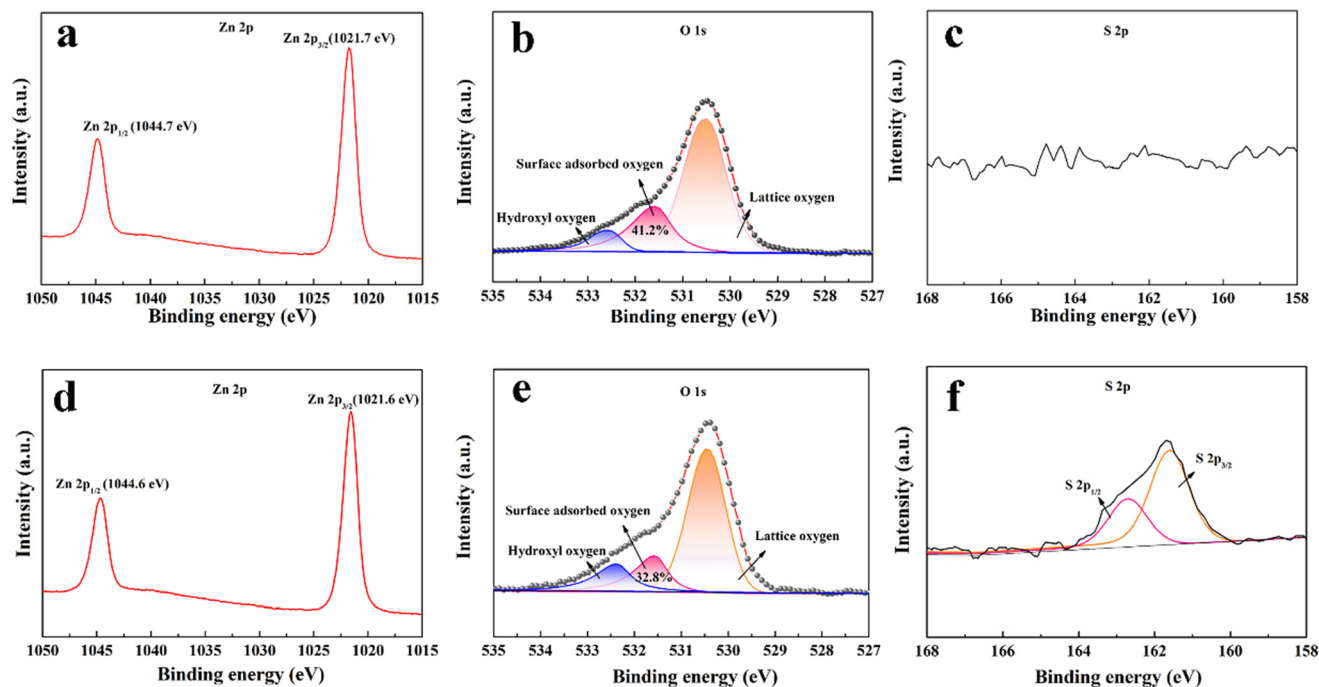 a
Zn 2p
Zn 2p3/2(1021.7 eV)
Zn 2p1/2 (1044.7 eV)
Intensity (a.u.)
1050 1045 1040 1035 1030 1025 1020 1015
Binding energy (eV)
b
O 1s
Surface adsorbed oxygen
Hydroxyl oxygen
41.2%
Lattice oxygen
Intensity (a.u.)
535 534 533 532 531 530 529 528 527
Binding energy (eV)
c
S 2p
Intensity (a.u.)
168 166 164 162 160 158
Binding energy (eV)
d
Zn 2p
Zn 2p3/2(1021.6 eV)
Zn 2p1/2 (1044.6 eV)
Intensity (a.u.)
1050 1045 1040 1035 1030 1025 1020 1015
Binding energy (eV)
e
O 1s
Surface adsorbed oxygen
Hydroxyl oxygen
32.8%
Lattice oxygen
Intensity (a.u.)
535 534 533 532 531 530 529 528 527
Binding energy (eV)
f
S 2p
S 2p3/2
S 2p1/2
Intensity (a.u.)
168 166 164 162 160 158
Binding energy (eV)